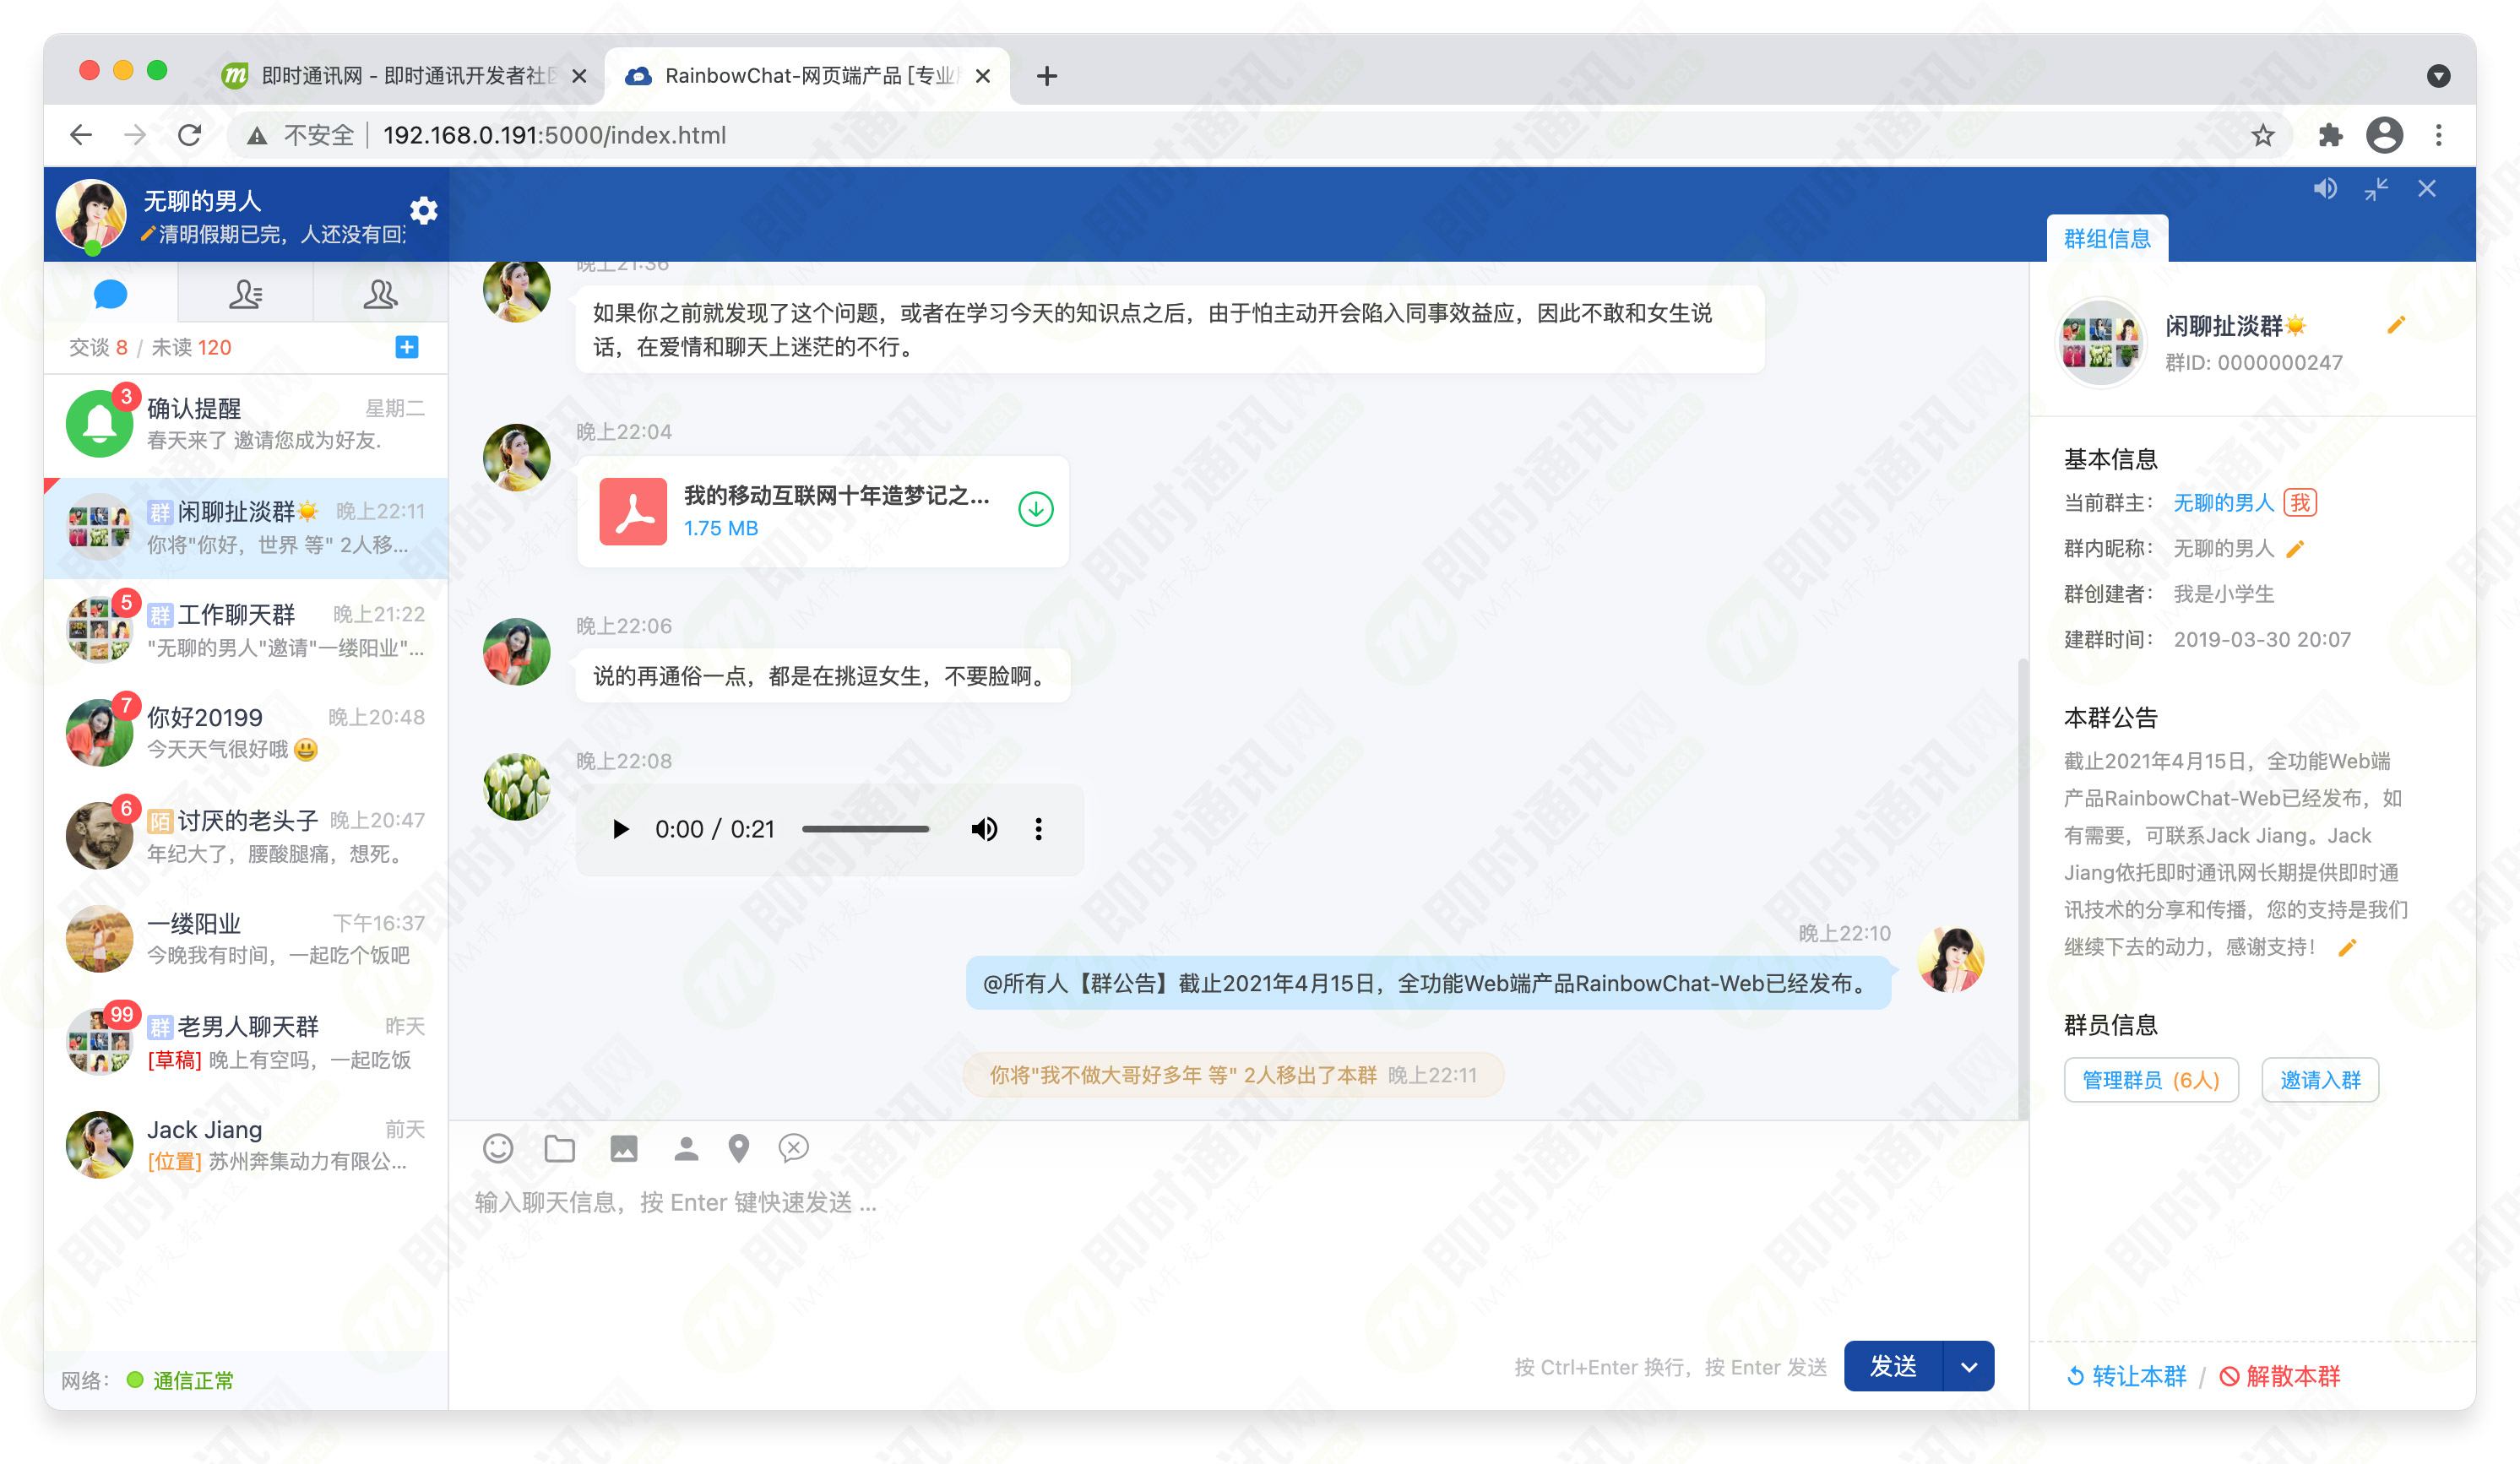 即时通讯网 - 即时通讯开发者社区
RainbowChat-网页端产品 [专业
不安全
192.168.0.191:5000/index.html
无聊的男人
清明假期已完，人还没有回
交谈 8 / 未读 120
3
确认提醒
星期二
春天来了 邀请您成为好友.
群 闲聊扯淡群☀️
晚上22:11
你将"你好，世界 等" 2人移...
5
群 工作聊天群
晚上21:22
"无聊的男人"邀请"一缕阳业"...
7
你好20199
晚上20:48
今天天气很好哦😃
6
陌 讨厌的老头子
晚上20:47
年纪大了，腰酸腿痛，想死。
一缕阳业
下午16:37
今晚我有时间，一起吃个饭吧
99
群 老男人聊天群
昨天
[草稿] 晚上有空吗，一起吃饭
Jack Jiang
前天
[位置] 苏州奔集动力有限公...
网络： 通信正常
晚上21:36
如果你之前就发现了这个问题，或者在学习今天的知识点之后，由于怕主动开会陷入同事效益应，因此不敢和女生说
话，在爱情和聊天上迷茫的不行。
晚上22:04
我的移动互联网十年造梦记之...
1.75 MB
晚上22:06
说的再通俗一点，都是在挑逗女生，不要脸啊。
晚上22:08
0:00 / 0:21
晚上22:10
@所有人【群公告】截止2021年4月15日，全功能Web端产品RainbowChat-Web已经发布。
你将"我不做大哥好多年 等" 2人移出了本群 晚上22:11
输入聊天信息，按 Enter 键快速发送 ...
按 Ctrl+Enter 换行，按 Enter 发送
发送
群组信息
闲聊扯淡群☀️
群ID: 0000000247
基本信息
当前群主： 无聊的男人 我
群内昵称： 无聊的男人
群创建者： 我是小学生
建群时间： 2019-03-30 20:07
本群公告
截止2021年4月15日，全功能Web端
产品RainbowChat-Web已经发布，如
有需要，可联系Jack Jiang。Jack
Jiang依托即时通讯网长期提供即时通
讯技术的分享和传播，您的支持是我们
继续下去的动力，感谢支持！
群员信息
管理群员 (6人)
邀请入群
转让本群 / 解散本群
即时通讯网
IM开发者社区
52im.net